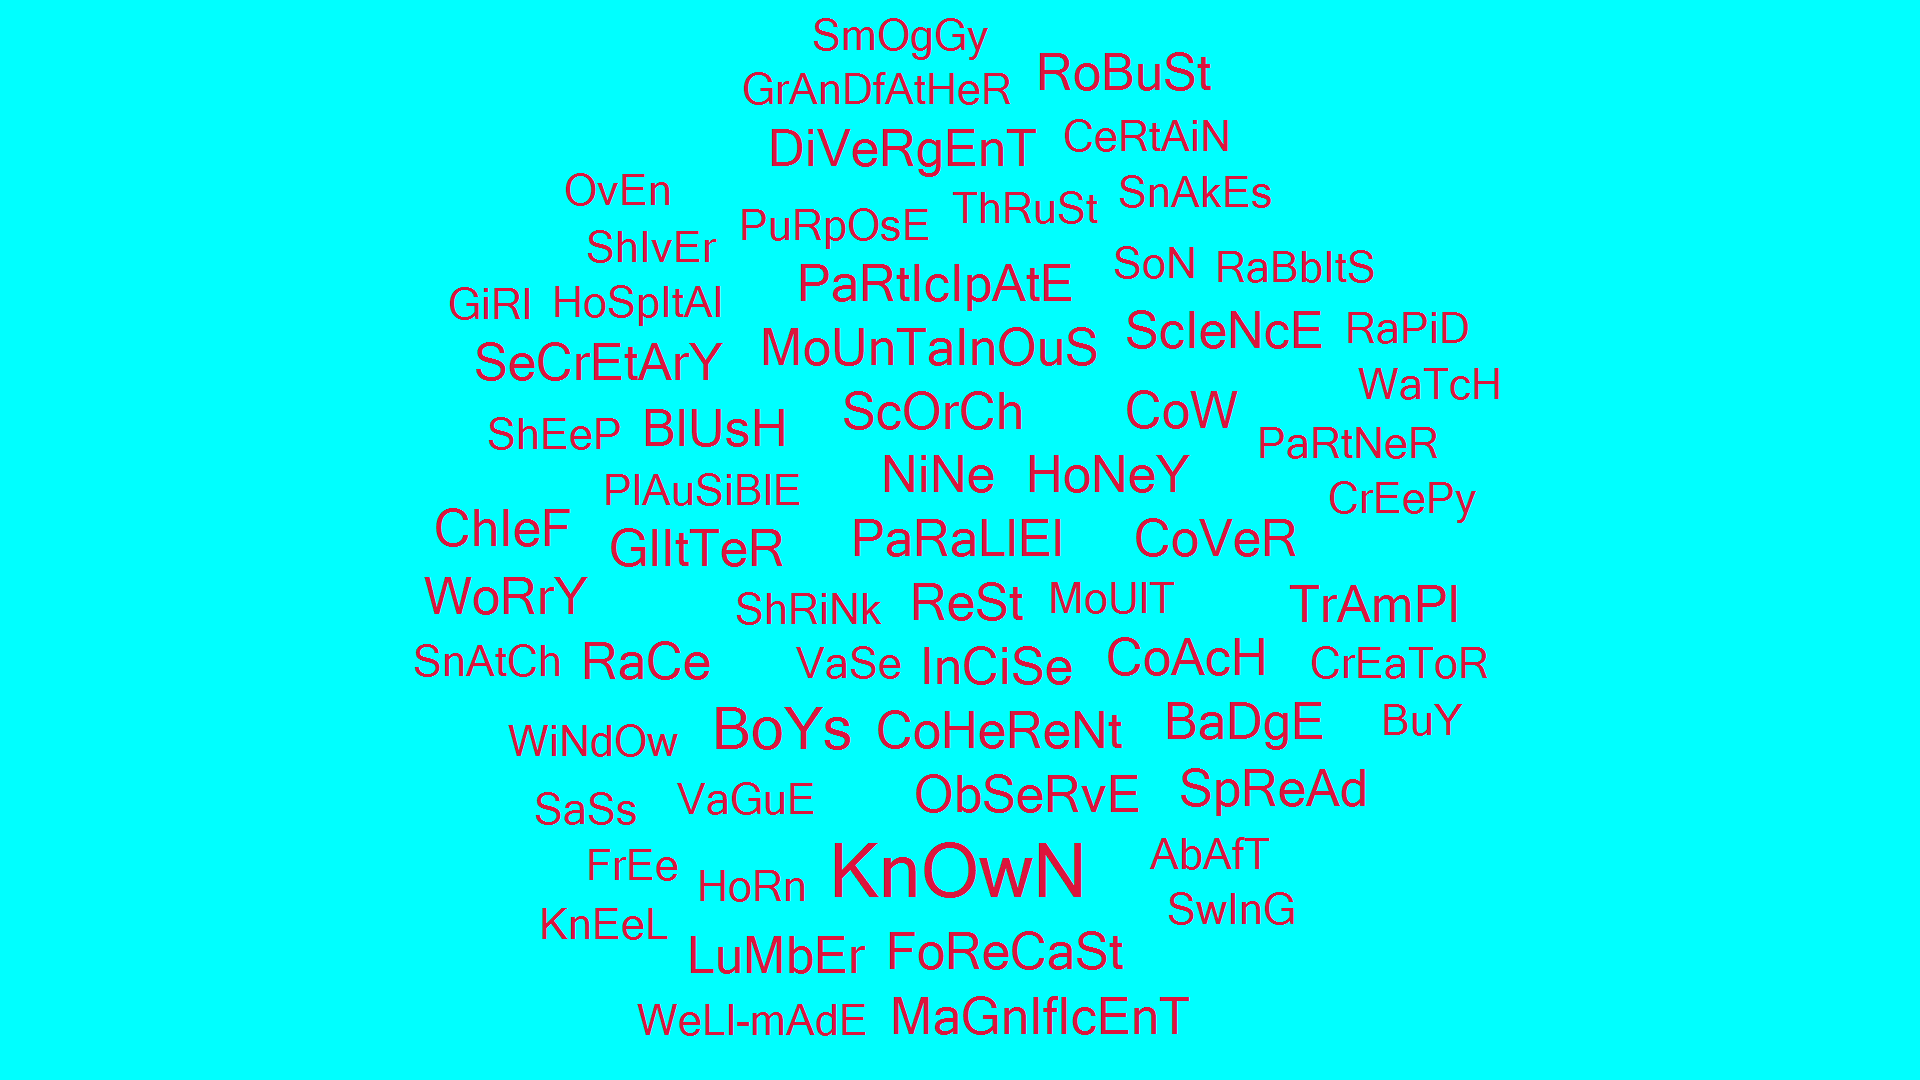 SmOgGy
GrAnDfAtHeR RoBuSt
DiVeRgEnT CeRtAiN
OvEn ThRuSt SnAkEs
ShIvEr PuRpOsE
PaRtIcIpAtE SoN RaBbItS
GiRl HoSpItAl
SeCrEtArY MoUnTaInOuS ScIeNcE RaPiD
WaTcH
ShEeP BlUsH ScOrCh CoW PaRtNeR
PlAuSiBlE NiNe HoNeY CrEePy
ChIeF GlItTeR PaRaLlEl CoVeR
WoRrY ShRiNk ReSt MoUlT TrAmPl
SnAtCh RaCe VaSe InCiSe CoAcH CrEaToR
WiNdOw BoYs CoHeReNt BaDgE BuY
SaSs VaGuE ObSeRvE SpReAd
FrEe HoRn KnOwN AbAfT
KnEeL SwInG
LuMbEr FoReCaSt
WeLl-mAdE MaGnIfIcEnT